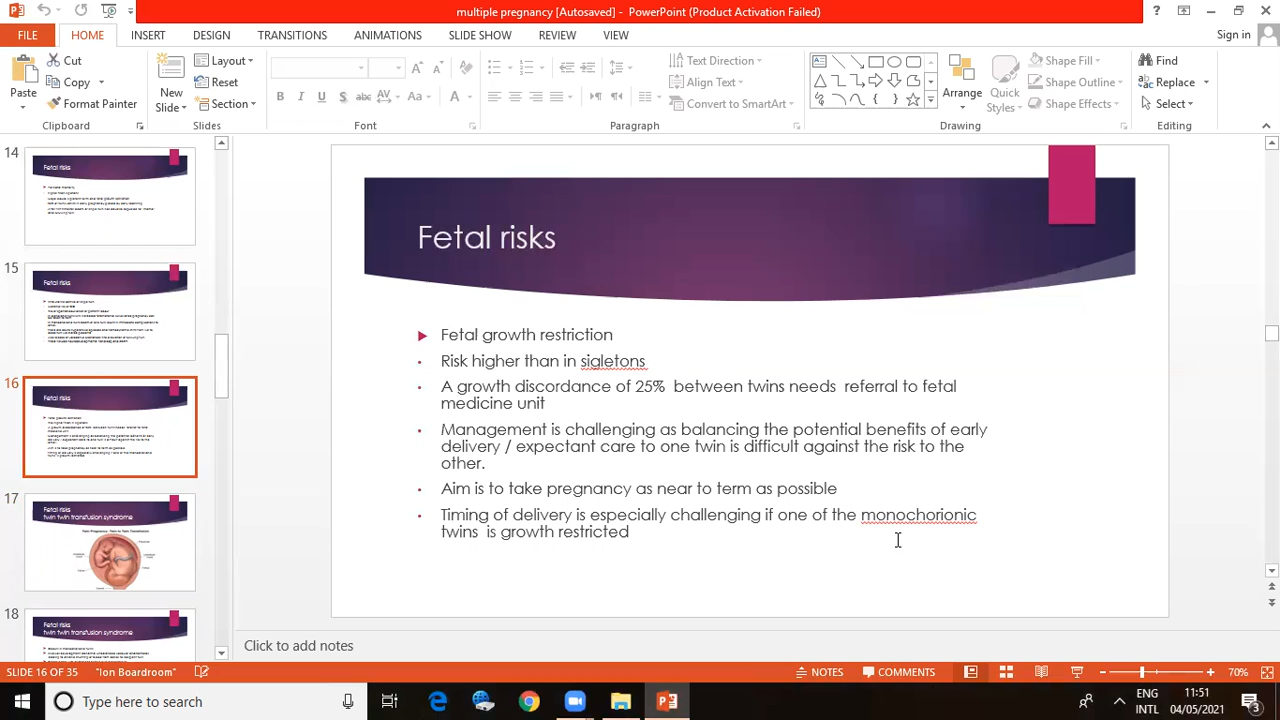 multiple pregnancy [Autosaved] - PowerPoint (Product Activation Failed)
FILE HOME INSERT DESIGN TRANSITIONS ANIMATIONS SLIDE SHOW REVIEW VIEW Sign in
Paste Cut Copy Format Painter Clipboard
New Slide Layout Reset Section Slides
Font
Text Direction Align Text Convert to SmartArt Paragraph
Arrange Quick Styles Shape Fill Shape Outline Shape Effects Drawing
Find Replace Select Editing
14 Fetal risks
15 Fetal risks
16 Fetal risks
17 Fetal risks
twin twin transfusion syndrome
18 Fetal risks
twin twin transfusion syndrome
Fetal risks
Fetal growth restriction
Risk higher than in sigletons
A growth discordance of 25% between twins needs referral to fetal
medicine unit
Management is challenging as balancing the potential benefits of early
delivery / expectant care to one twin is difficult against the risk to the
other.
Aim is to take pregnancy as near to term as possible
Timing of delivery is especially challenging it one of the monochorionic
twins is growth restricted
Click to add notes
SLIDE 16 OF 35 "Ion Boardroom" NOTES COMMENTS 70%
Type here to search
ENG 11:51
INTL 04/05/2021 3